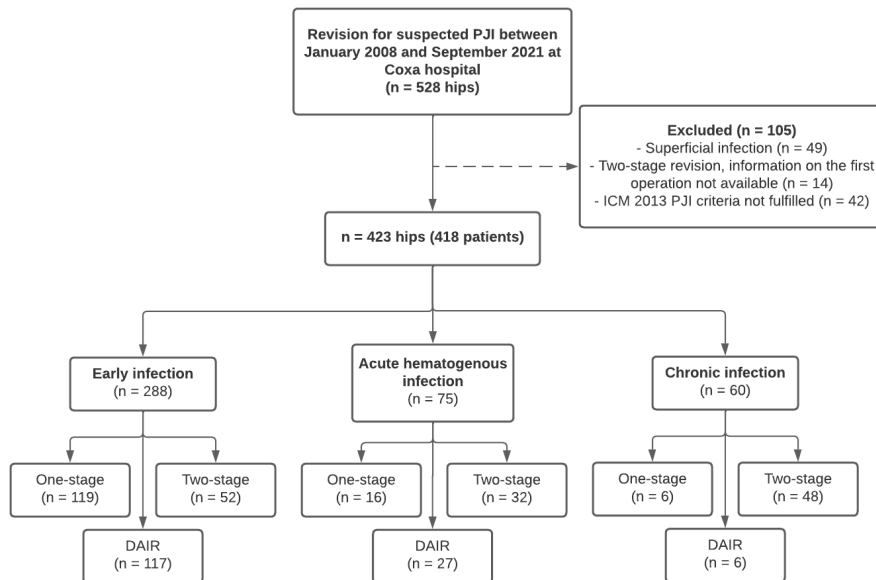 Revision for suspected PJI between
January 2008 and September 2021 at
Coxa hospital
(n = 528 hips)
Excluded (n = 105)
- Superficial infection (n = 49)
- Two-stage revision, information on the first
operation not available (n = 14)
- ICM 2013 PJI criteria not fulfilled (n = 42)
n = 423 hips (418 patients)
Early infection
(n = 288)
Acute hematogenous
infection
(n = 75)
Chronic infection
(n = 60)
One-stage
(n = 119)
Two-stage
(n = 52)
One-stage
(n = 16)
Two-stage
(n = 32)
One-stage
(n = 6)
Two-stage
(n = 48)
DAIR
(n = 117)
DAIR
(n = 27)
DAIR
(n = 6)